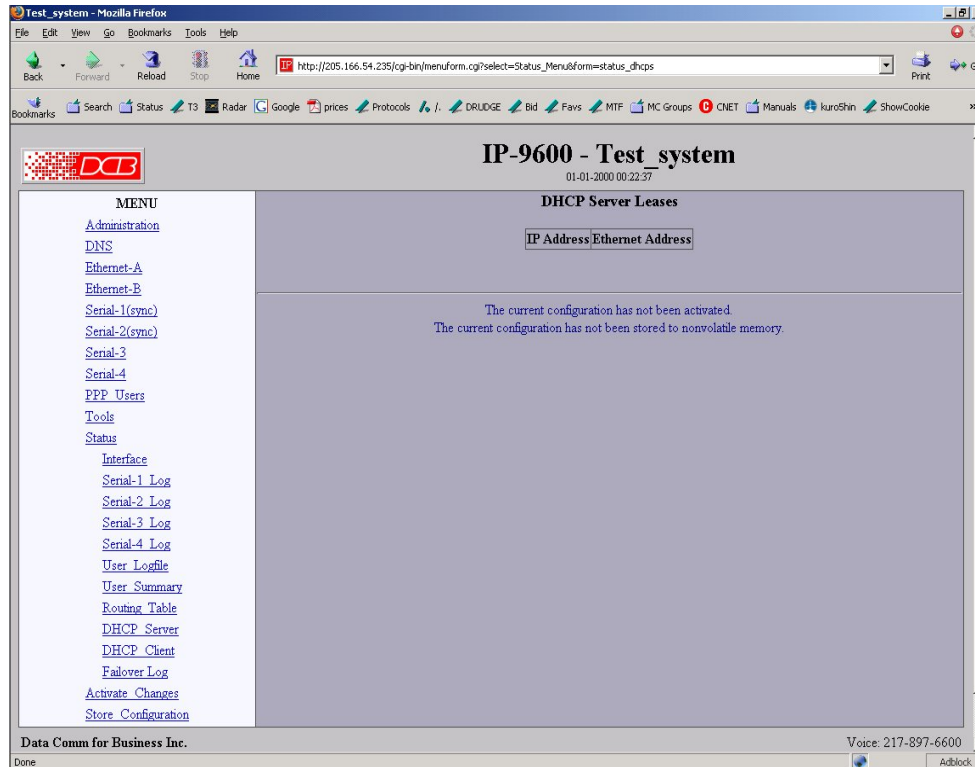 Test_system - Mozilla Firefox
File Edit View Go Bookmarks Tools Help
Back Forward Reload Stop Home
IP http://205.166.54.235/cgi-bin/menuform.cgi?select=Status_Menu&form=status_dhcps
Print
Bookmarks Search Status T3 Radar Google prices Protocols /. DRUDGE Bid Favs MTF MC Groups CNET Manuals kuro5hin ShowCookie »
DCB
IP-9600 - Test_system
01-01-2000 00:22:37
MENU
Administration
DNS
Ethernet-A
Ethernet-B
Serial-1(sync)
Serial-2(sync)
Serial-3
Serial-4
PPP Users
Tools
Status
Interface
Serial-1 Log
Serial-2 Log
Serial-3 Log
Serial-4 Log
User Logfile
User Summary
Routing Table
DHCP Server
DHCP Client
Failover Log
Activate Changes
Store Configuration
DHCP Server Leases
IP Address Ethernet Address
The current configuration has not been activated.
The current configuration has not been stored to nonvolatile memory.
Data Comm for Business Inc.
Voice: 217-897-6600
Done
Adblock